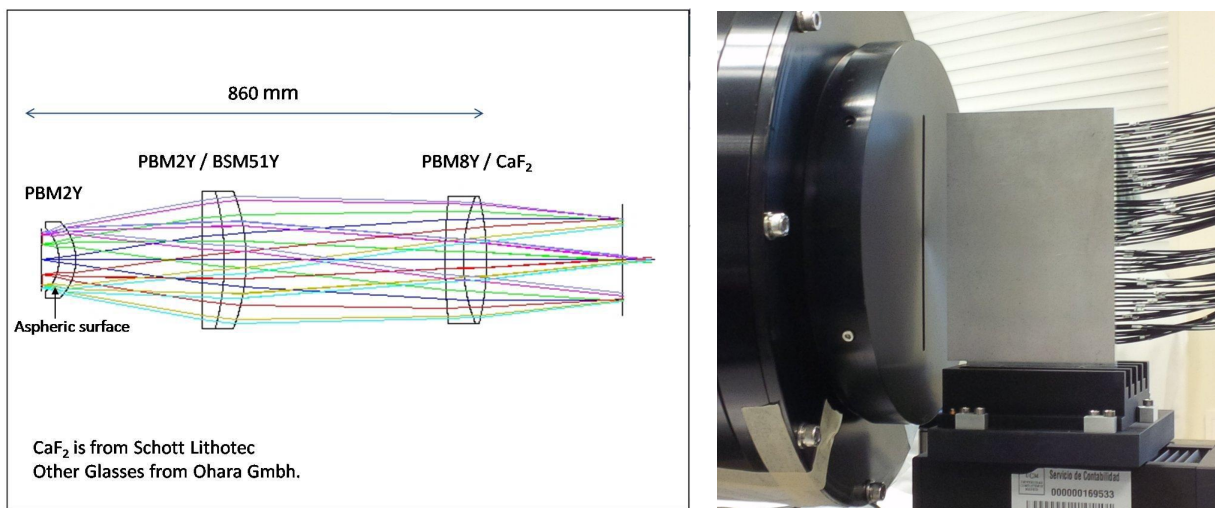 860 mm
PBM2Y / BSM51Y
PBM8Y / CaF₂
PBM2Y
Aspheric surface
CaF₂ is from Schott Lithotec
Other Glasses from Ohara Gmbh.
Servicio de Contabilidad
000000169533